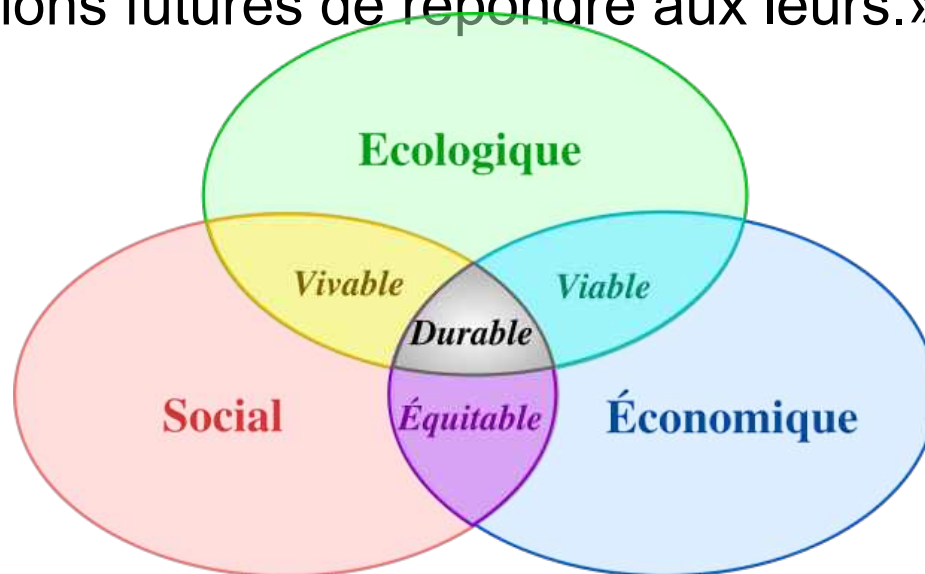 ions futures de répondre aux leurs.»
Ecologique
Vivable
Viable
Durable
Social
Équitable
Économique